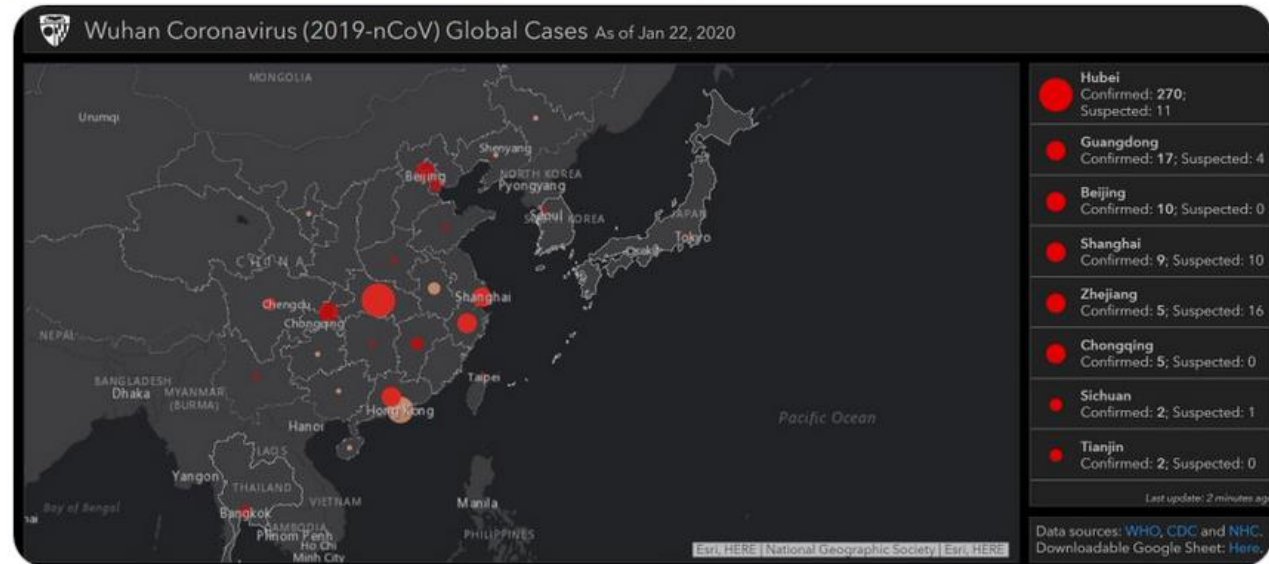 Wuhan Coronavirus (2019-nCoV) Global Cases As of Jan 22, 2020
MONGOLIA
Urumqi
Shenyang
Beijing
NORTH KOREA
Pyongyang
Seoul
SOUTH KOREA
JAPAN
Tokyo
Osaka
CHINA
Chengdu
Chongqing
Shanghai
NEPAL
BANGLADESH
Dhaka
MYANMAR
(BURMA)
Taipei
Hong Kong
Hanoi
LAOS
Pacific Ocean
Yangon
THAILAND
VIETNAM
Manila
Bay of Bengal
Bangkok
CAMBODIA
Phnom Penh
PHILIPPINES
Ho Chi
Minh City
Esri, HERE | National Geographic Society | Esri, HERE
Hubei
Confirmed: 270;
Suspected: 11
Guangdong
Confirmed: 17; Suspected: 4
Beijing
Confirmed: 10; Suspected: 0
Shanghai
Confirmed: 9; Suspected: 10
Zhejiang
Confirmed: 5; Suspected: 16
Chongqing
Confirmed: 5; Suspected: 0
Sichuan
Confirmed: 2; Suspected: 1
Tianjin
Confirmed: 2; Suspected: 0
Last update: 2 minutes ago
Data sources: WHO, CDC and NHC.
Downloadable Google Sheet: Here.